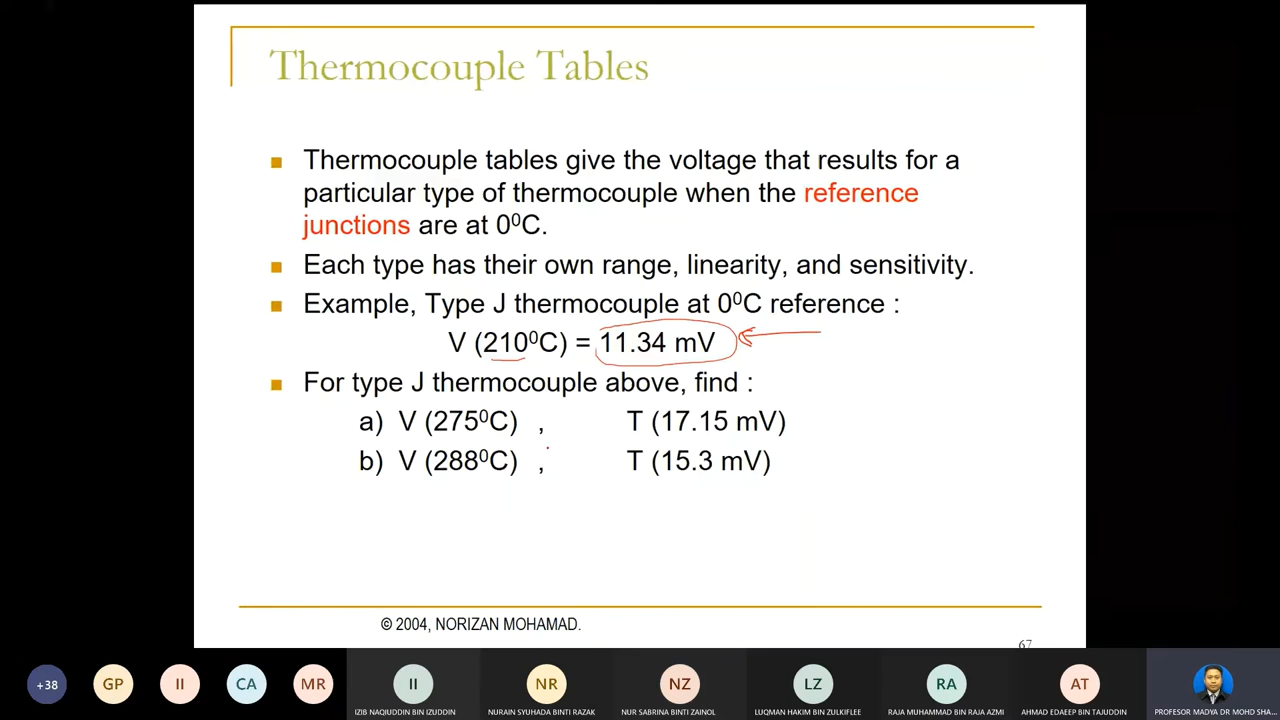 Thermocouple Tables
Thermocouple tables give the voltage that results for a
particular type of thermocouple when the reference
junctions are at 0⁰C.
Each type has their own range, linearity, and sensitivity.
Example, Type J thermocouple at 0⁰C reference :
V (210⁰C) = 11.34 mV
For type J thermocouple above, find :
a) V (275⁰C) , T (17.15 mV)
b) V (288⁰C) , T (15.3 mV)
© 2004, NORIZAN MOHAMAD.
67
+38 GP II CA MR II NR NZ LZ RA AT
IZIB NAQIUDDIN BIN IZUDDIN NURAIN SYUHADA BINTI RAZAK NUR SABRINA BINTI ZAINOL LUQMAN HAKIM BIN ZULKIFLEE RAJA MUHAMMAD BIN RAJA AZMI AHMAD EDAEEP BIN TAJUDDIN PROFESOR MADYA DR MOHD SHA...